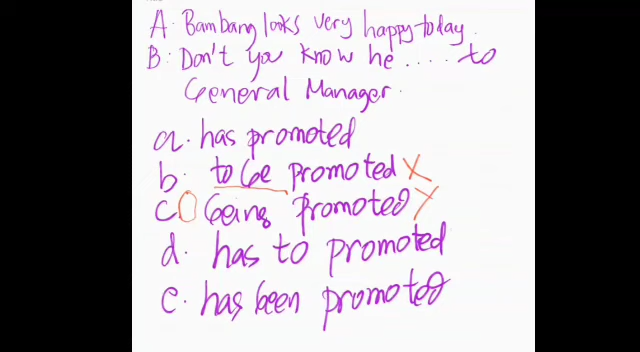 A. Bambang looks very happy today.
B. Don't you know he .... to
General Manager.
a. has promoted
b. to be promoted X
c. being promoted X
d. has to promoted
e. has been promoted